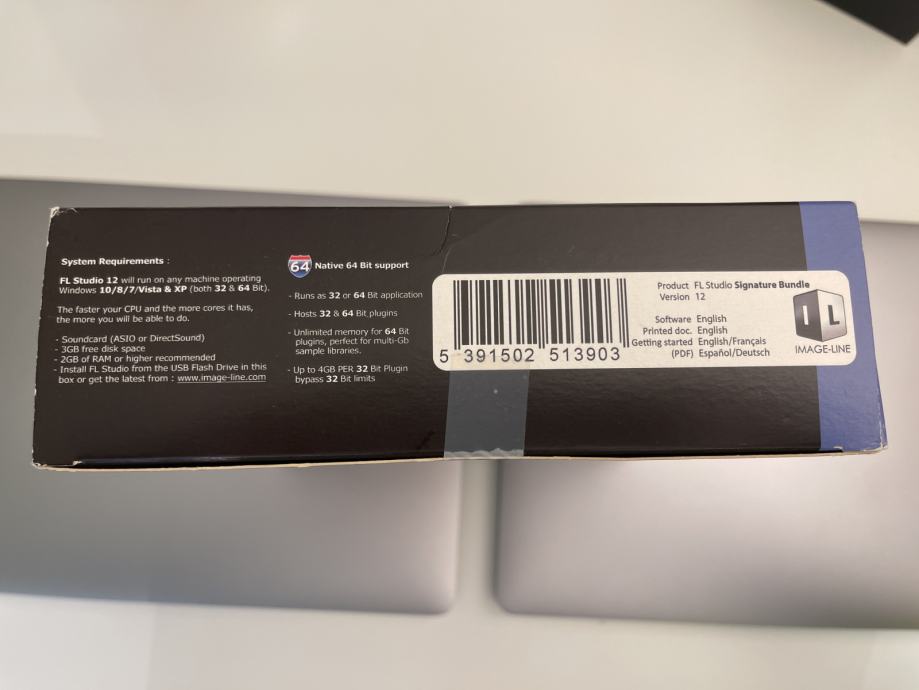 System Requirements :
FL Studio 12 will run on any machine operating
Windows 10/8/7/Vista & XP (both 32 & 64 Bit).
The faster your CPU and the more cores it has,
the more you will be able to do.
- Soundcard (ASIO or DirectSound)
- 3GB free disk space
- 2GB of RAM or higher recommended
- Install FL Studio from the USB Flash Drive in this
box or get the latest from : www.image-line.com
64 Native 64 Bit support
- Runs as 32 or 64 Bit application
- Hosts 32 & 64 Bit plugins
- Unlimited memory for 64 Bit
plugins, perfect for multi-Gb
sample libraries.
- Up to 4GB PER 32 Bit Plugin
bypass 32 Bit limits
5 391502 513903
Product FL Studio Signature Bundle
Version 12
Software English
Printed doc. English
Getting started English/Français
(PDF) Español/Deutsch
I L
IMAGE-LINE